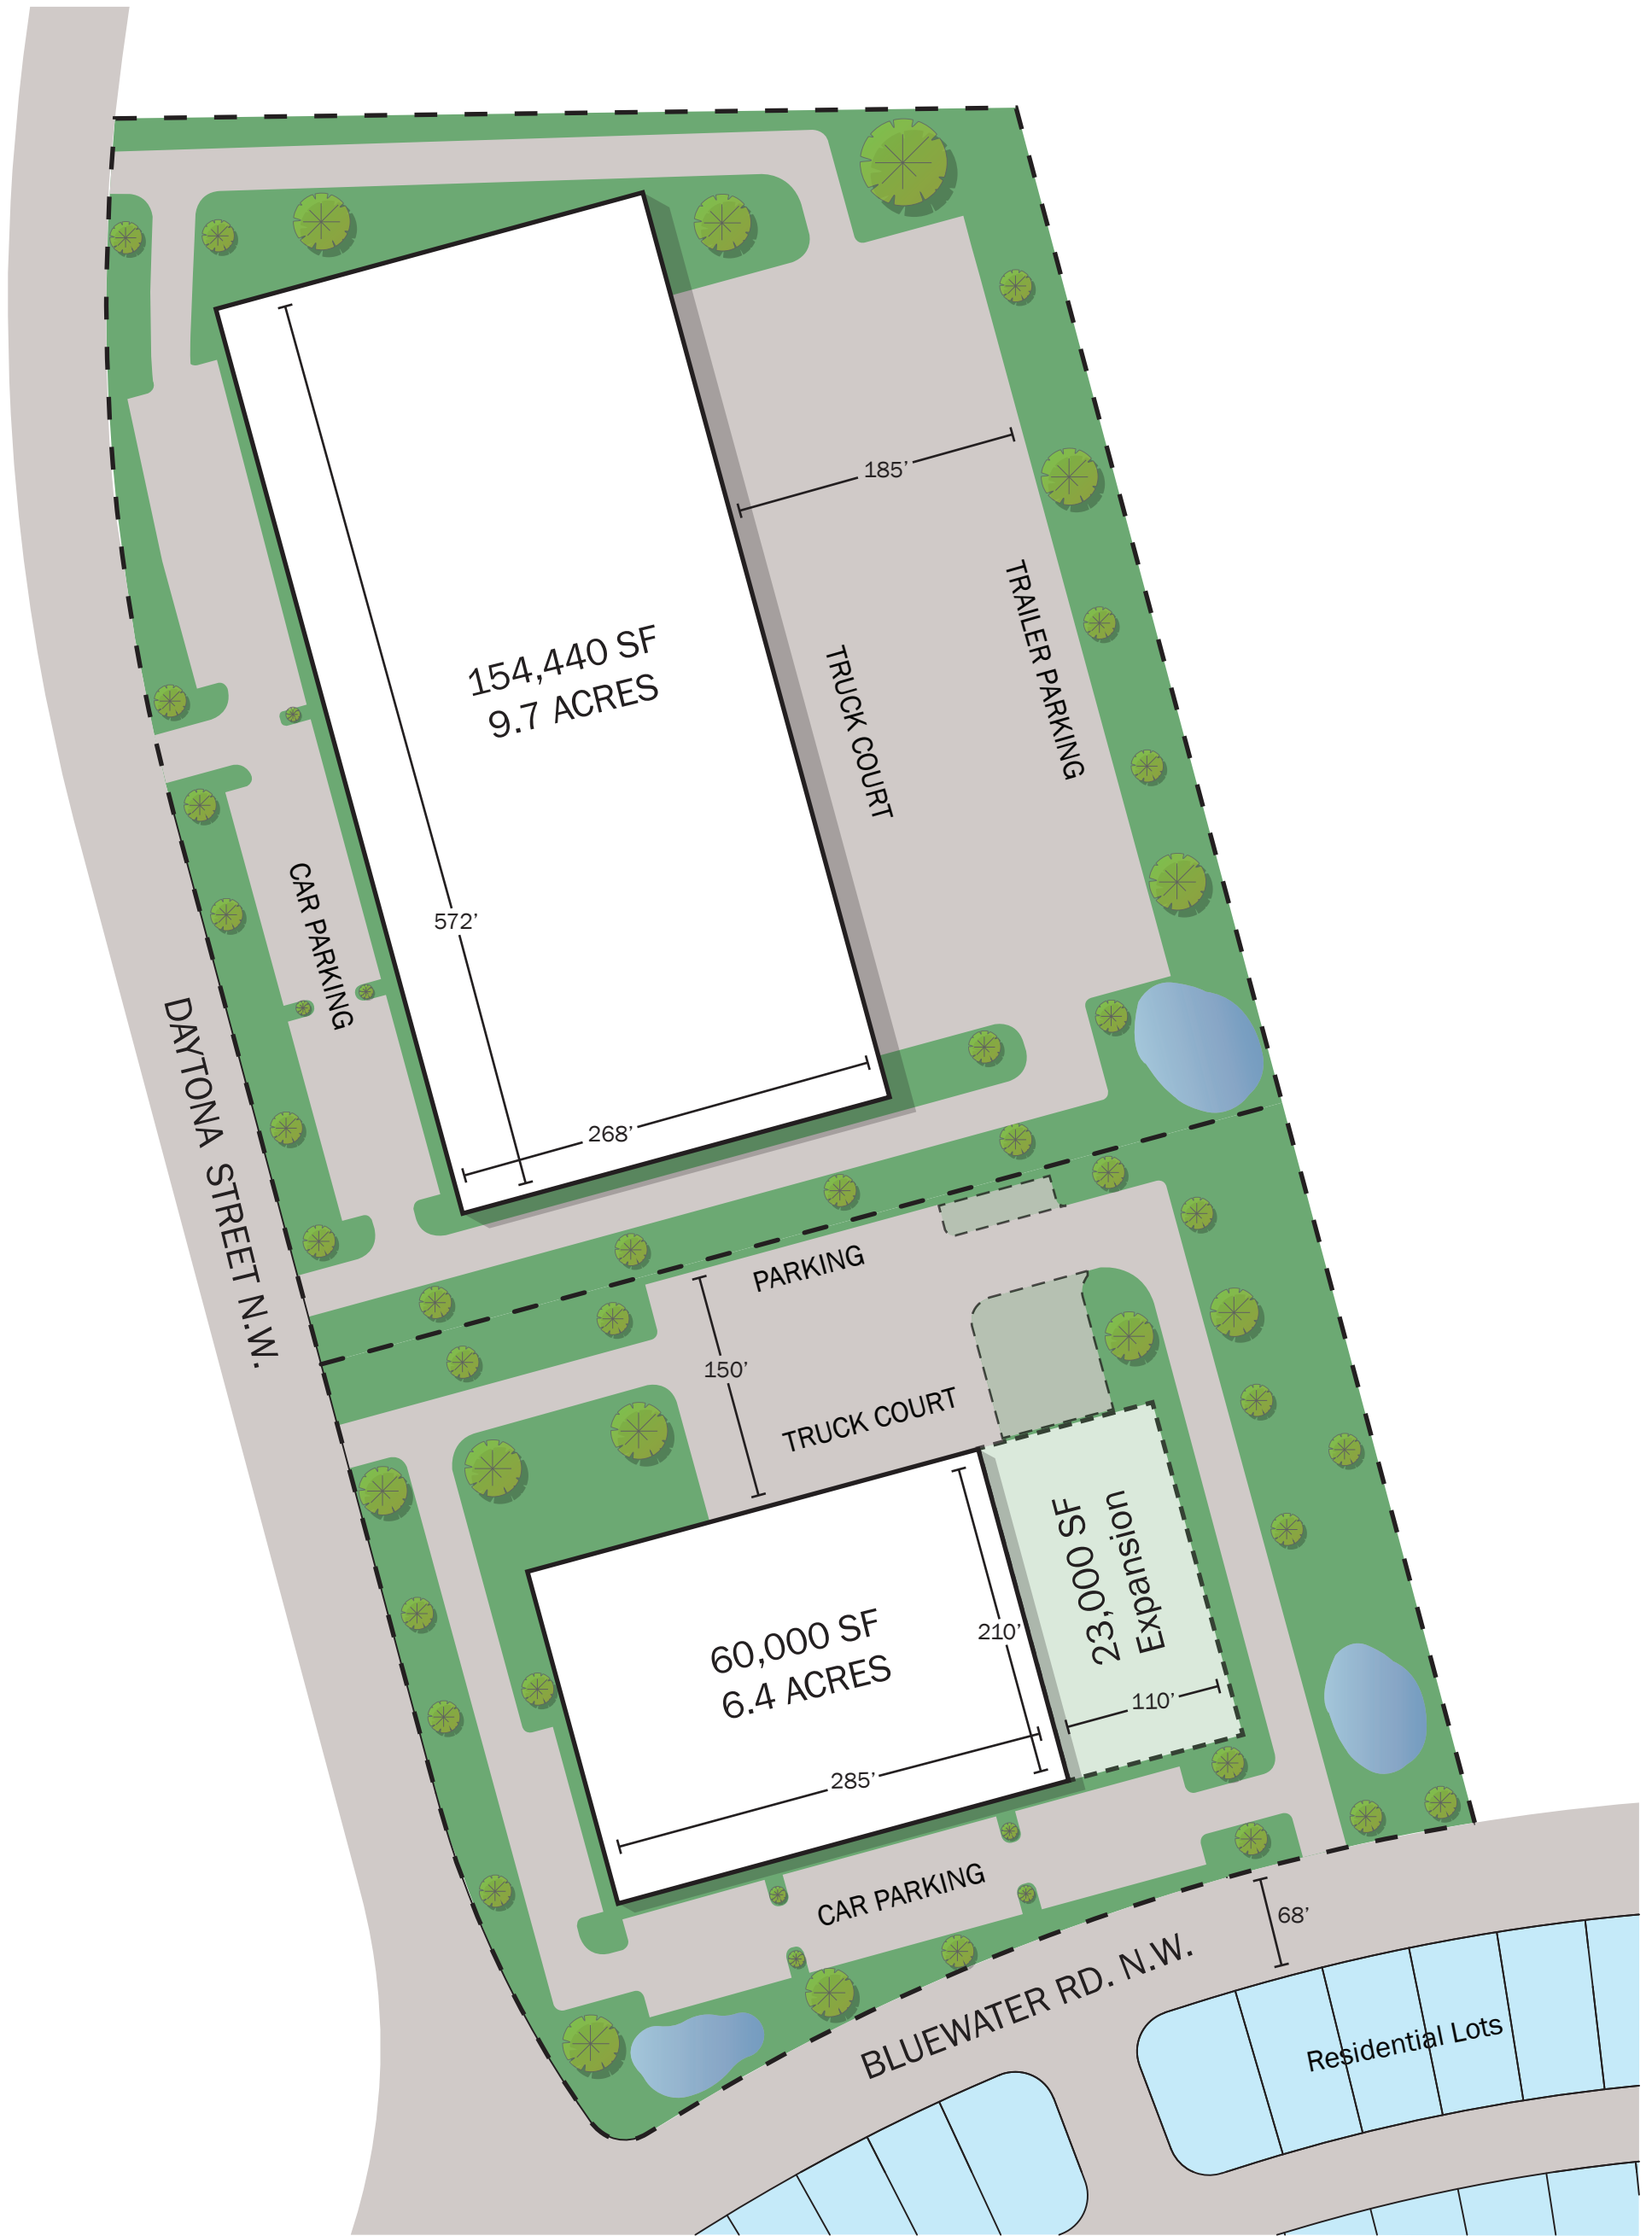 185’
154,440 SF
9.7 ACRES
TRAILER PARKING
TRUCK COURT
CAR PARKING
572’
268’
DAYTONA STREET N.W.
PARKING
150’
TRUCK COURT
23,000 SF
Expansion
60,000 SF
6.4 ACRES
210’
110’
285’
CAR PARKING
68’
BLUEWATER RD. N.W.
Residential Lots